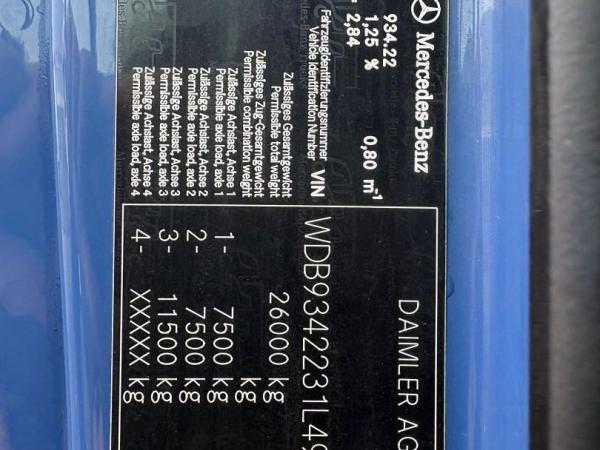 Mercedes-Benz
DAIMLER AG
934.22
1,25 % 0,80 m⁻¹
2,84
Fahrzeugidentifizierungsnummer
Vehicle Identification Number VIN WDB9342231L49
Zulässiges Gesamtgewicht
Permissible total weight 26000 kg
Zulässiges Zug-Gesamtgewicht
Permissible combination weight
Zulässige Achslast, Achse 1
Permissible axle load, axle 1 1- 7500 kg
Zulässige Achslast, Achse 2
Permissible axle load, axle 2 2- 7500 kg
Zulässige Achslast, Achse 3
Permissible axle load, axle 3 3- 11500 kg
Zulässige Achslast, Achse 4
Permissible axle load, axle 4 4- XXXXX kg